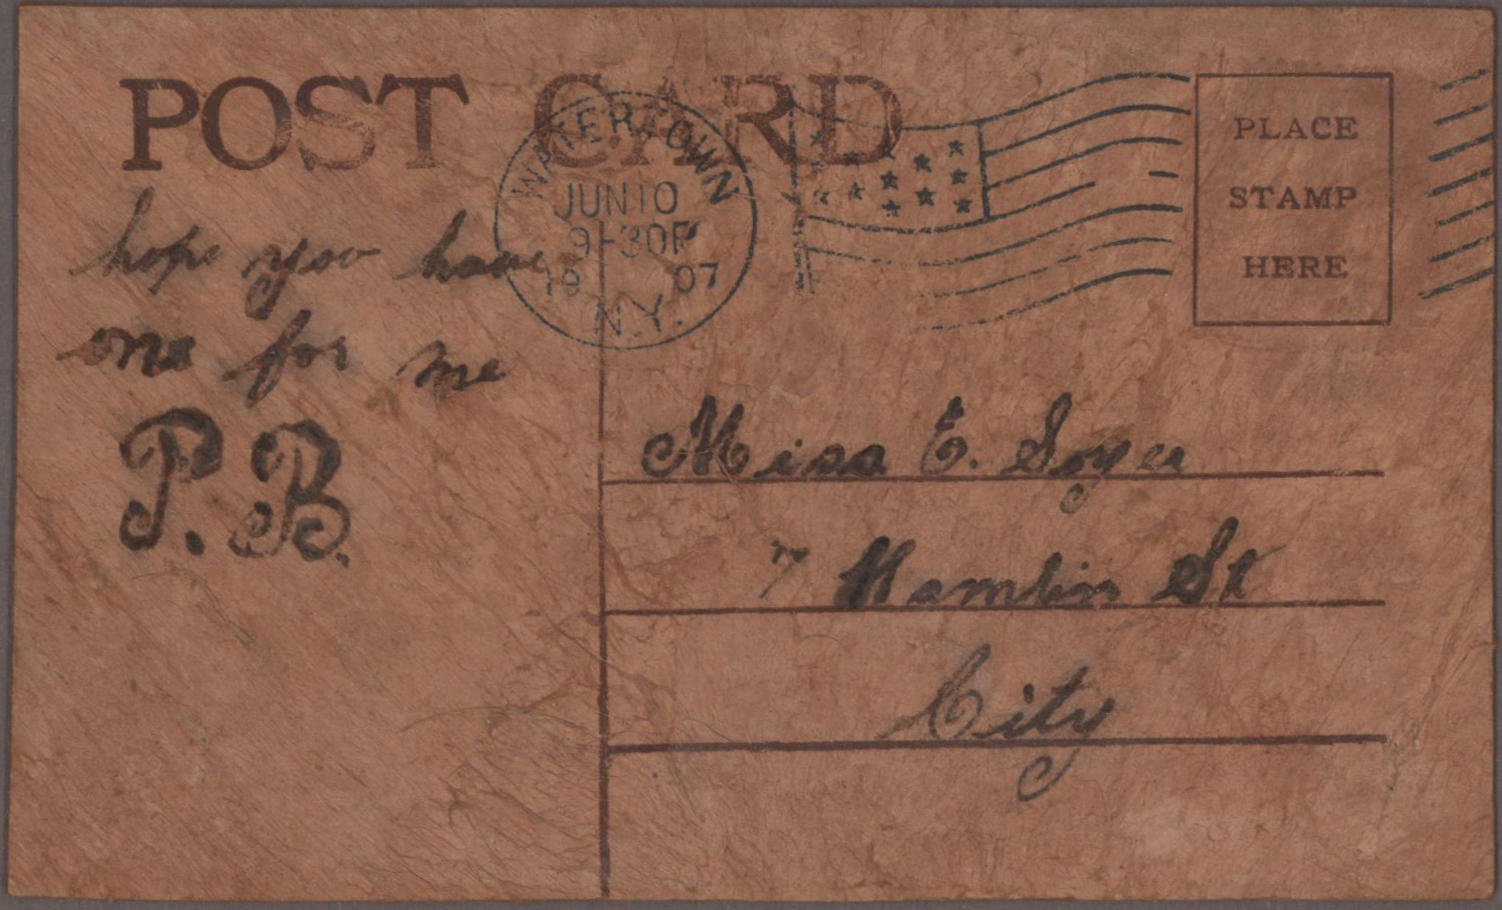 POST CARD
WATERTOWN
JUN 10
9-30P
19 07
N.Y.
PLACE
STAMP
HERE
hope you have
one for me
P.B.
Miss E. Soyer
7 Hamlin St
City